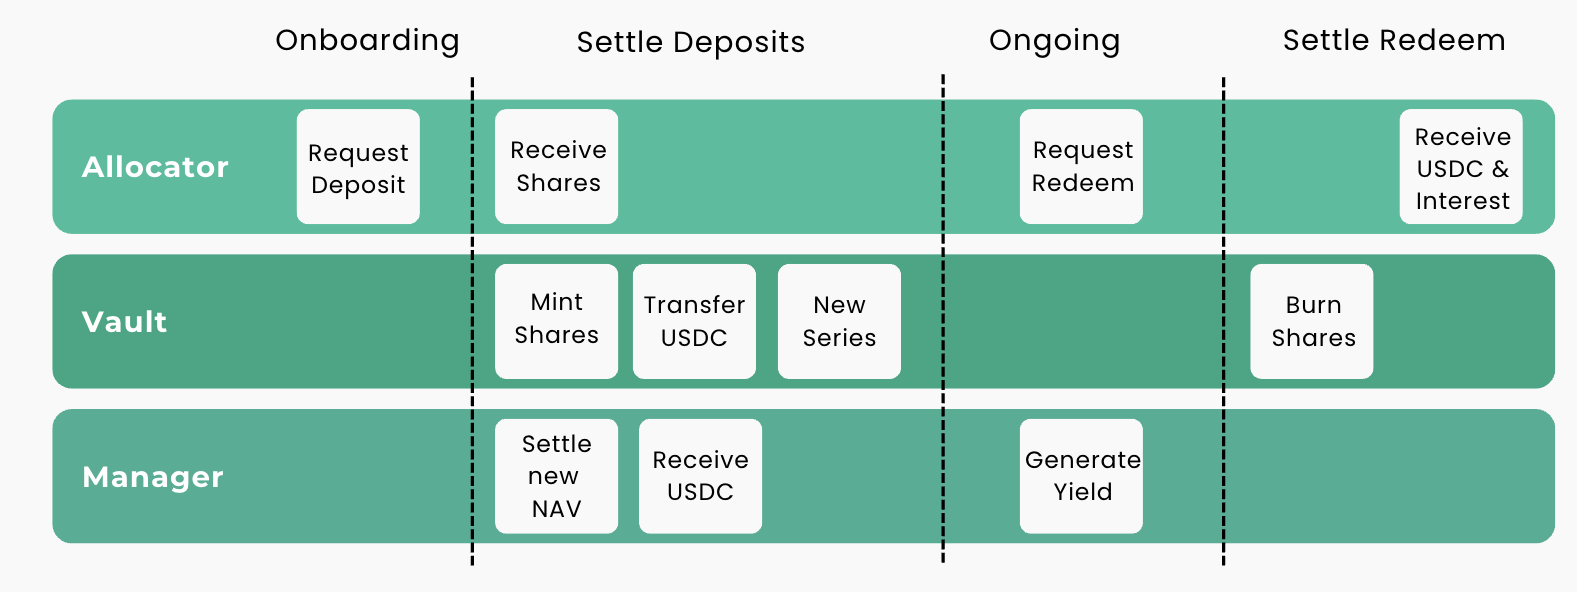 Onboarding
Settle Deposits
Ongoing
Settle Redeem
Allocator
Request
Deposit
Receive
Shares
Request
Redeem
Receive
USDC &
Interest
Vault
Mint
Shares
Transfer
USDC
New
Series
Burn
Shares
Manager
Settle
new
NAV
Receive
USDC
Generate
Yield